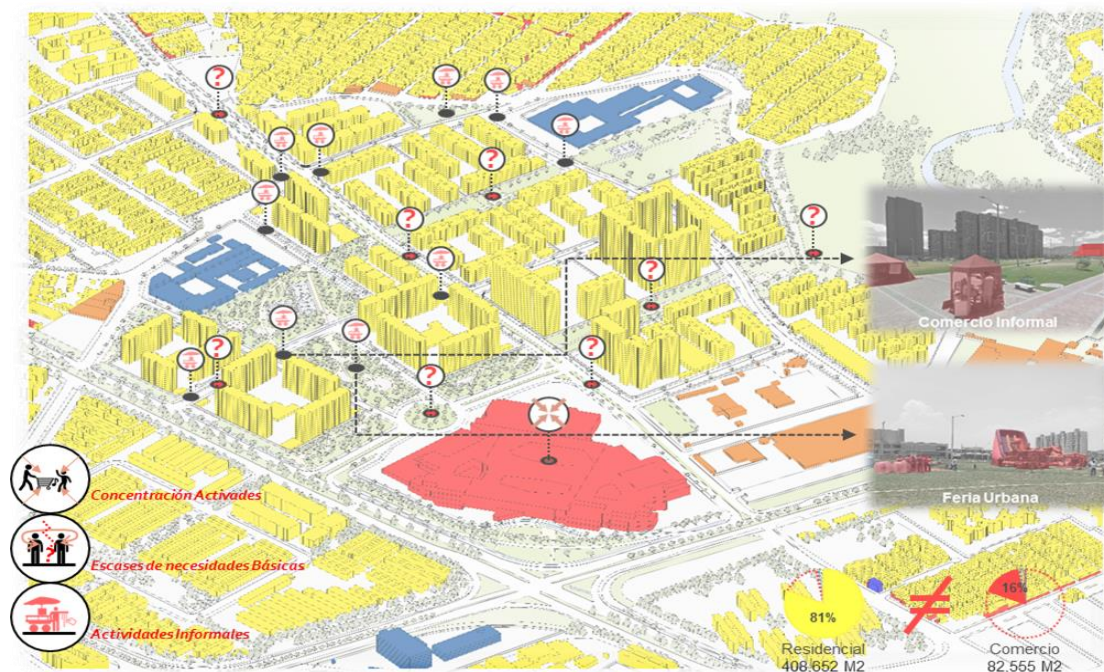 ?
?
?
?
?
?
?
?
?
Comercio Informal
Feria Urbana
Concentración Activades
Escases de necesidades Básicas
Actividades Informales
81%
Residencial
408.652 M2
≠
16%
Comercio
82.555 M2